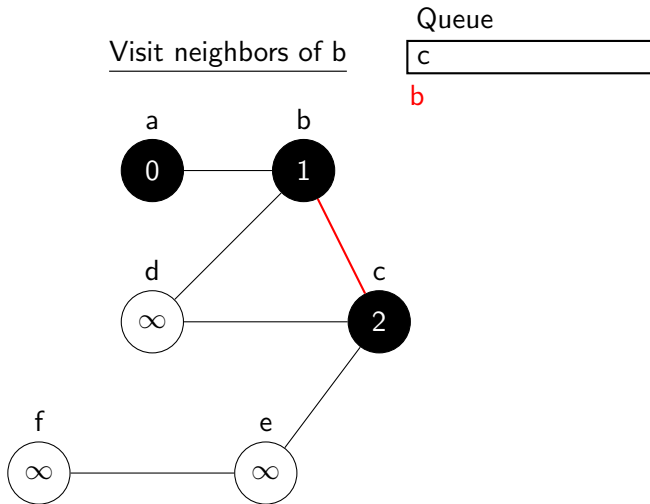 Queue
Visit neighbors of b
c
b
a b
0 1
d c
∞ 2
f e
∞ ∞